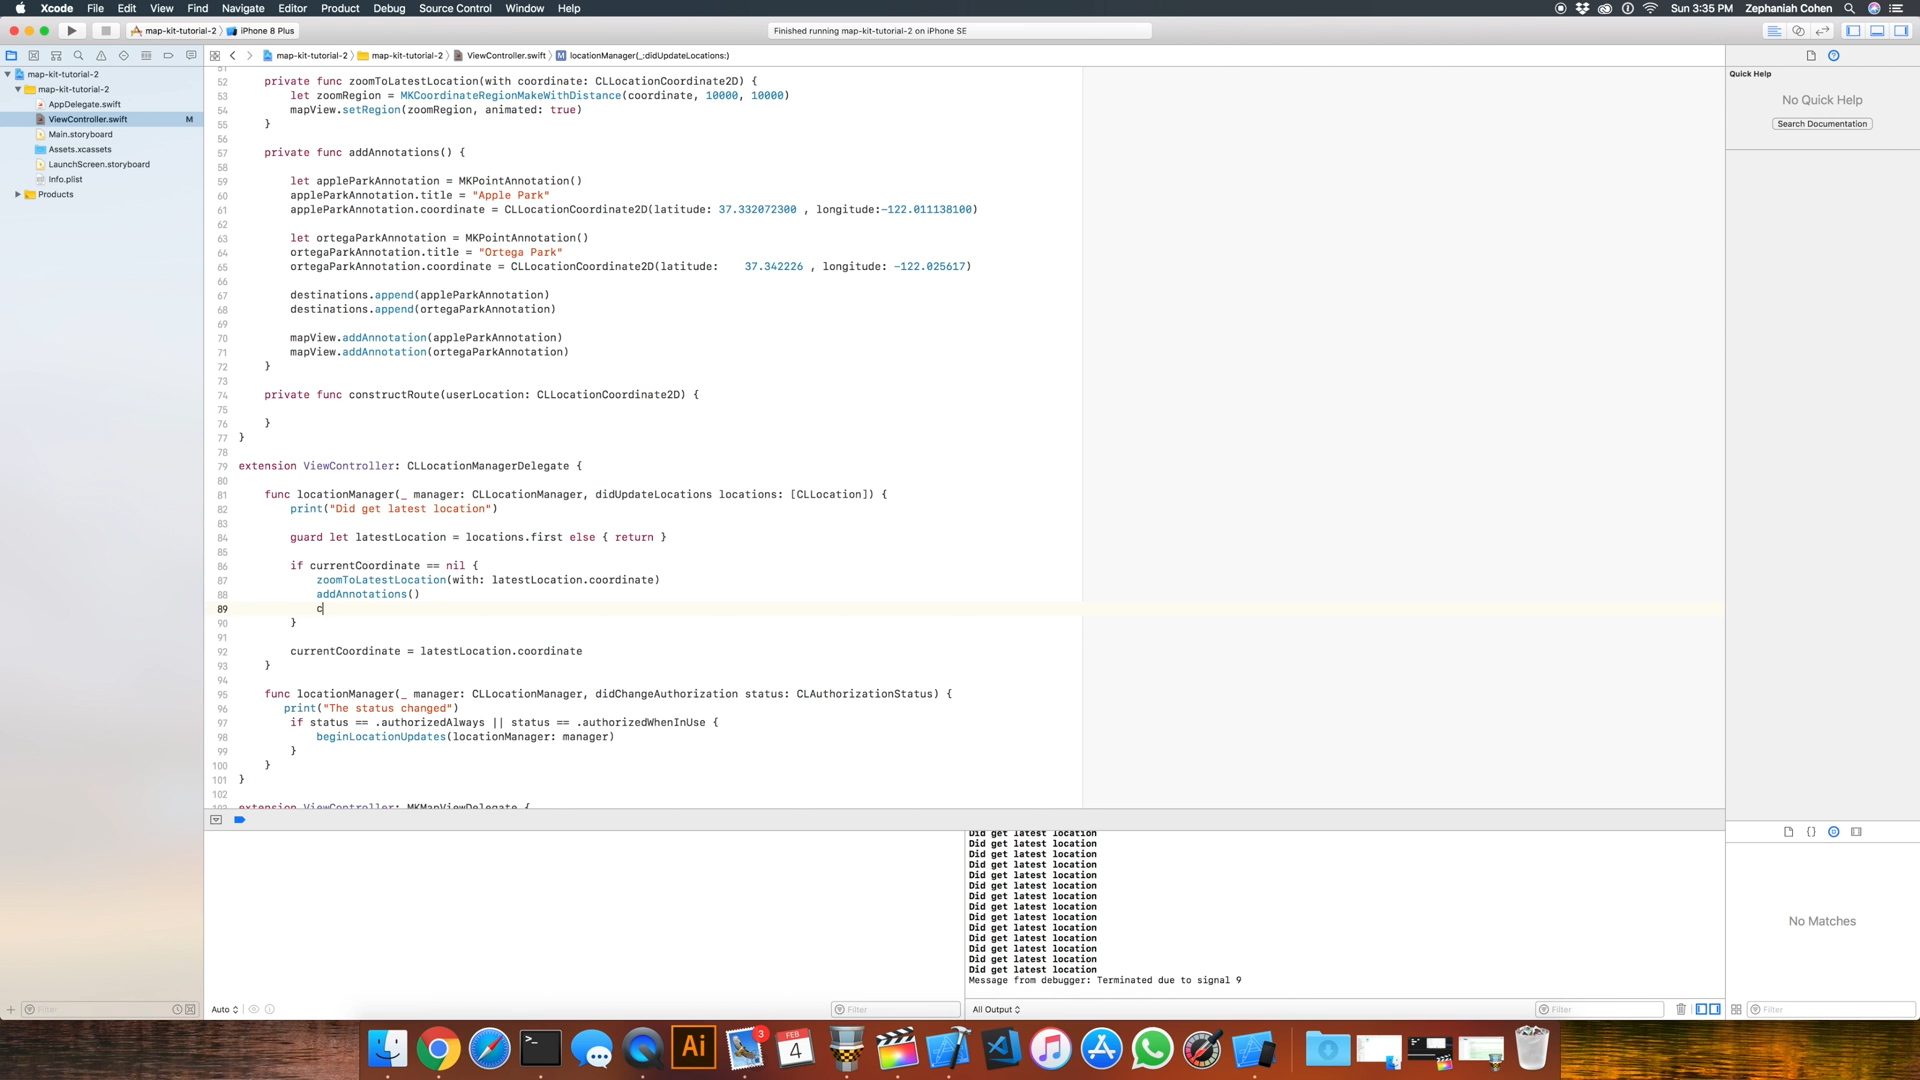 Xcode File Edit View Find Navigate Editor Product Debug Source Control Window Help Sun 3:35 PM Zephaniah Cohen
map-kit-tutorial-2 iPhone 8 Plus Finished running map-kit-tutorial-2 on iPhone SE
map-kit-tutorial-2 map-kit-tutorial-2 ViewController.swift M locationManager(_:didUpdateLocations:)
map-kit-tutorial-2
map-kit-tutorial-2
AppDelegate.swift
ViewController.swift M
Main.storyboard
Assets.xcassets
LaunchScreen.storyboard
Info.plist
Products
Filter
51
52 private func zoomToLatestLocation(with coordinate: CLLocationCoordinate2D) {
53 let zoomRegion = MKCoordinateRegionMakeWithDistance(coordinate, 10000, 10000)
54 mapView.setRegion(zoomRegion, animated: true)
55 }
56
57 private func addAnnotations() {
58
59 let appleParkAnnotation = MKPointAnnotation()
60 appleParkAnnotation.title = "Apple Park"
61 appleParkAnnotation.coordinate = CLLocationCoordinate2D(latitude: 37.332072300 , longitude:-122.011138100)
62
63 let ortegaParkAnnotation = MKPointAnnotation()
64 ortegaParkAnnotation.title = "Ortega Park"
65 ortegaParkAnnotation.coordinate = CLLocationCoordinate2D(latitude: 37.342226 , longitude: -122.025617)
66
67 destinations.append(appleParkAnnotation)
68 destinations.append(ortegaParkAnnotation)
69
70 mapView.addAnnotation(appleParkAnnotation)
71 mapView.addAnnotation(ortegaParkAnnotation)
72 }
73
74 private func constructRoute(userLocation: CLLocationCoordinate2D) {
75
76 }
77 }
78
79 extension ViewController: CLLocationManagerDelegate {
80
81 func locationManager(_ manager: CLLocationManager, didUpdateLocations locations: [CLLocation]) {
82 print("Did get latest location")
83
84 guard let latestLocation = locations.first else { return }
85
86 if currentCoordinate == nil {
87 zoomToLatestLocation(with: latestLocation.coordinate)
88 addAnnotations()
89 c
90 }
91
92 currentCoordinate = latestLocation.coordinate
93 }
94
95 func locationManager(_ manager: CLLocationManager, didChangeAuthorization status: CLAuthorizationStatus) {
96 print("The status changed")
97 if status == .authorizedAlways || status == .authorizedWhenInUse {
98 beginLocationUpdates(locationManager: manager)
99 }
100 }
101 }
102
103 extension ViewController: MKMapViewDelegate {
Auto
Filter
Did get latest location
Did get latest location
Did get latest location
Did get latest location
Did get latest location
Did get latest location
Did get latest location
Did get latest location
Did get latest location
Did get latest location
Did get latest location
Did get latest location
Did get latest location
Did get latest location
Message from debugger: Terminated due to signal 9
All Output
Filter
Quick Help
No Quick Help
Search Documentation
No Matches
Filter
Ai
3
FEB
4